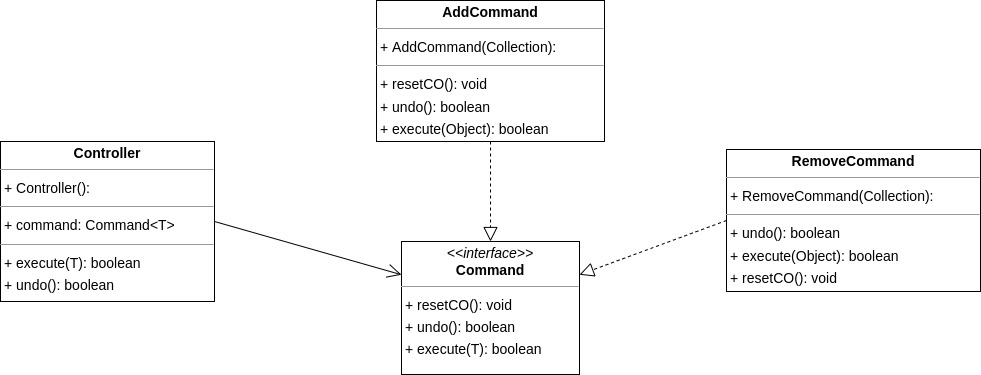 AddCommand
+ AddCommand(Collection):
+ resetCO(): void
+ undo(): boolean
+ execute(Object): boolean
Controller
+ Controller():
+ command: Command<T>
+ execute(T): boolean
+ undo(): boolean
RemoveCommand
+ RemoveCommand(Collection):
+ undo(): boolean
+ execute(Object): boolean
+ resetCO(): void
<<interface>>
Command
+ resetCO(): void
+ undo(): boolean
+ execute(T): boolean